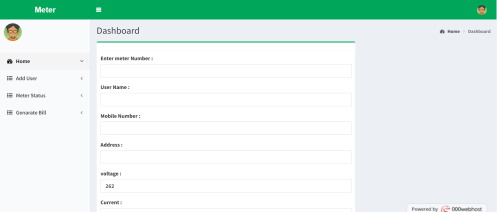 Meter
Dashboard
Home > Dashboard
Home
Add User
Meter Status
Genarate Bill
Enter meter Number :
User Name :
Mobile Number :
Address :
voltage :
262
Current :
Powered by 000webhost